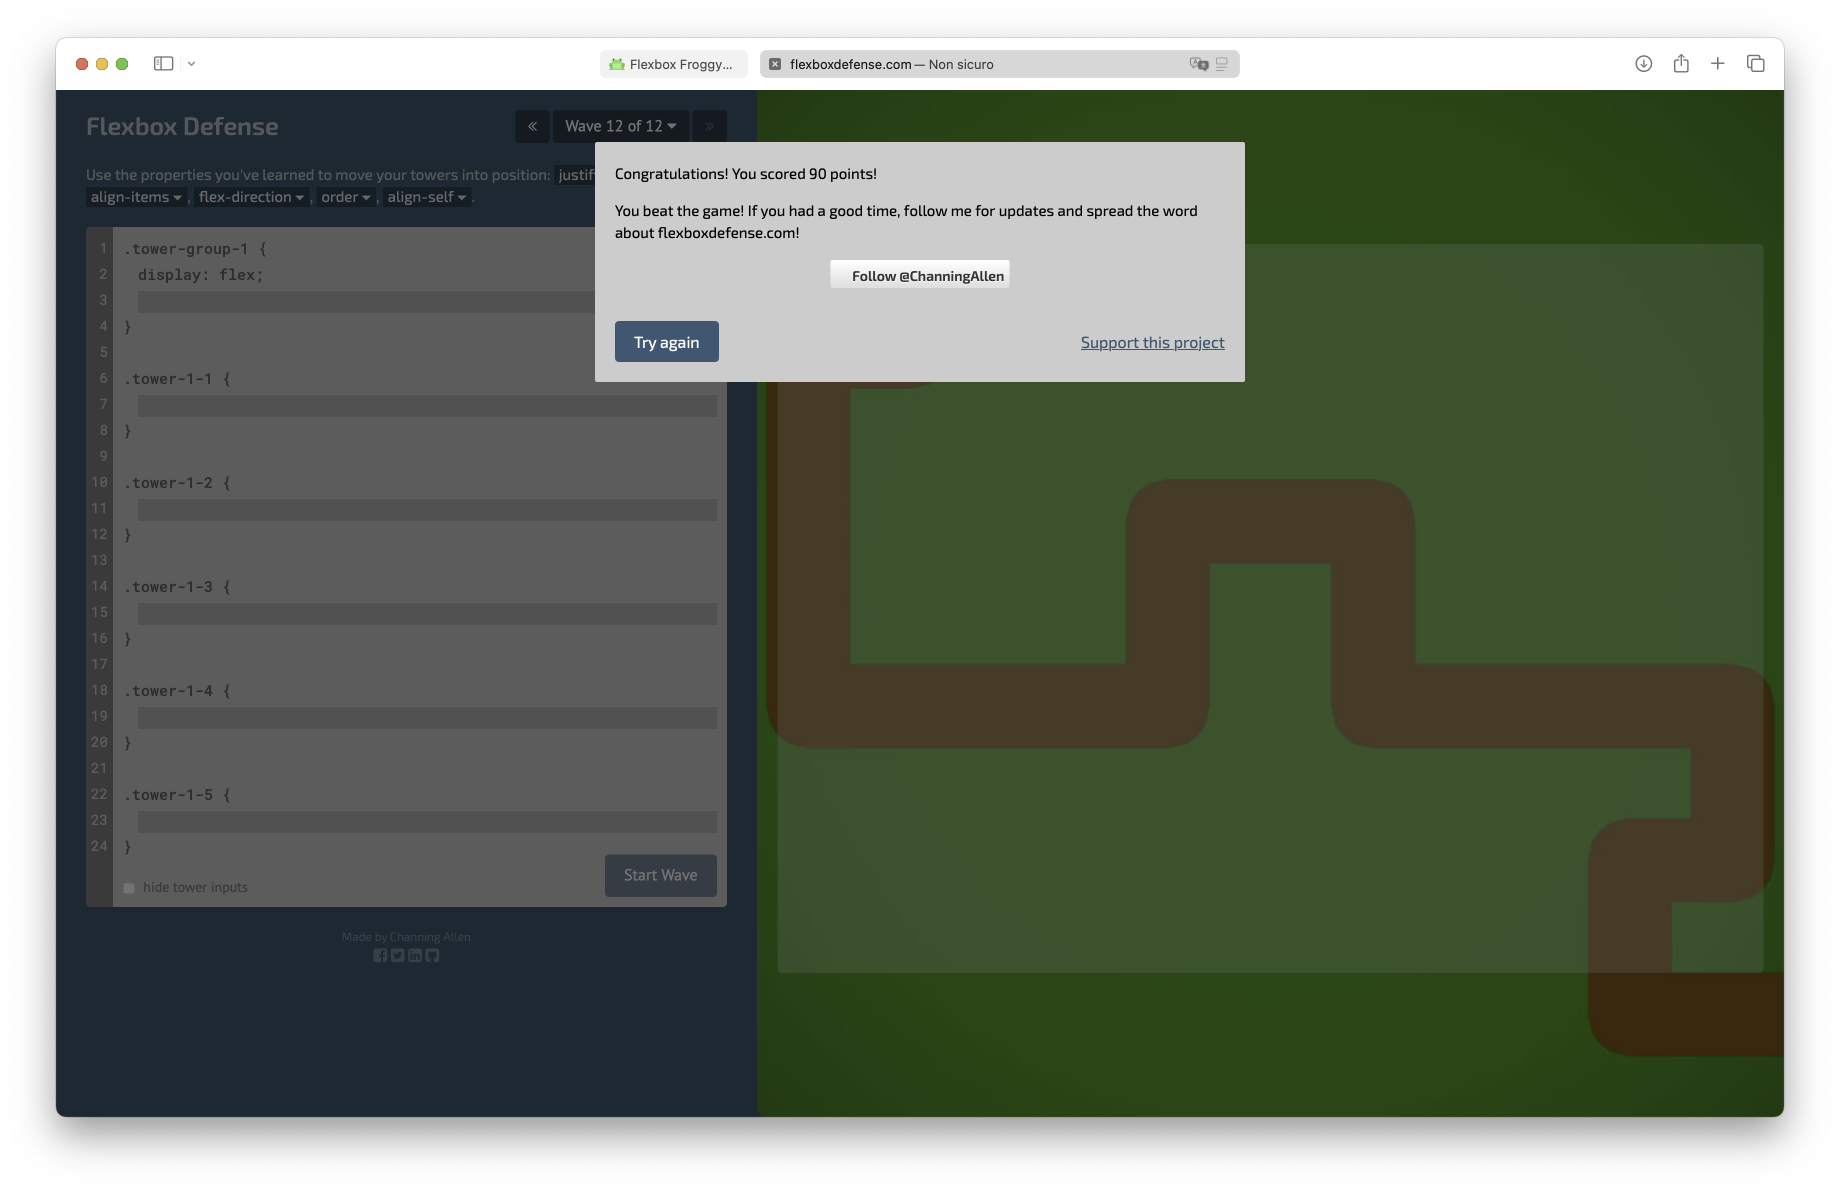 Flexbox Froggy...
flexboxdefense.com — Non sicuro
Flexbox Defense
« Wave 12 of 12 »
Use the properties you've learned to move your towers into position:
align-items , flex-direction , order , align-self .
Congratulations! You scored 90 points!
You beat the game! If you had a good time, follow me for updates and spread the word
about flexboxdefense.com!
Follow @ChanningAllen
Try again
Support this project
1 .tower-group-1 {
2 display: flex;
3
4 }
5
6 .tower-1-1 {
7
8 }
9
10 .tower-1-2 {
11
12 }
13
14 .tower-1-3 {
15
16 }
17
18 .tower-1-4 {
19
20 }
21
22 .tower-1-5 {
23
24 }
hide tower inputs
Start Wave
Made by Channing Allen